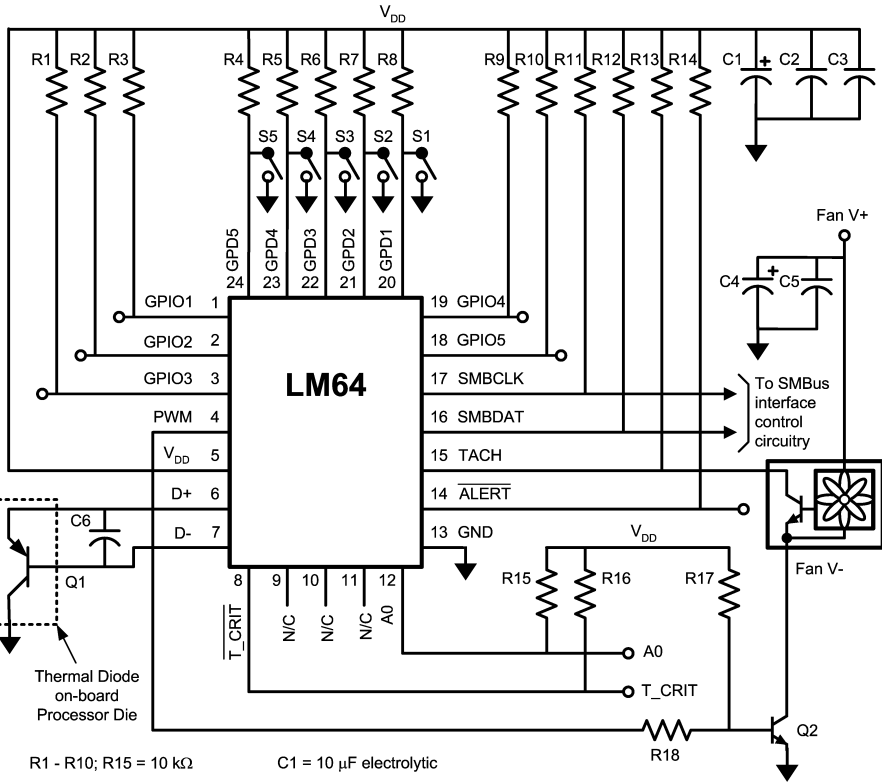 V_DD
R1 R2 R3 R4 R5 R6 R7 R8 R9 R10 R11 R12 R13 R14 C1 + C2 C3
S5 S4 S3 S2 S1
Fan V+
GPD5 GPD4 GPD3 GPD2 GPD1
24 23 22 21 20
C4 + C5
GPIO1 1 19 GPIO4
GPIO2 2 18 GPIO5
LM64
GPIO3 3 17 SMBCLK
To SMBus
interface
control
circuitry
PWM 4 16 SMBDAT
V_DD 5 15 TACH
D+ 6 14 ALERT
C6
D- 7 13 GND
V_DD
Q1
8 9 10 11 12
R15 R16 R17
Fan V-
T_CRIT N/C N/C N/C A0
A0
Thermal Diode
on-board
Processor Die
T_CRIT
Q2
R18
R1 - R10; R15 = 10 kΩ C1 = 10 μF electrolytic